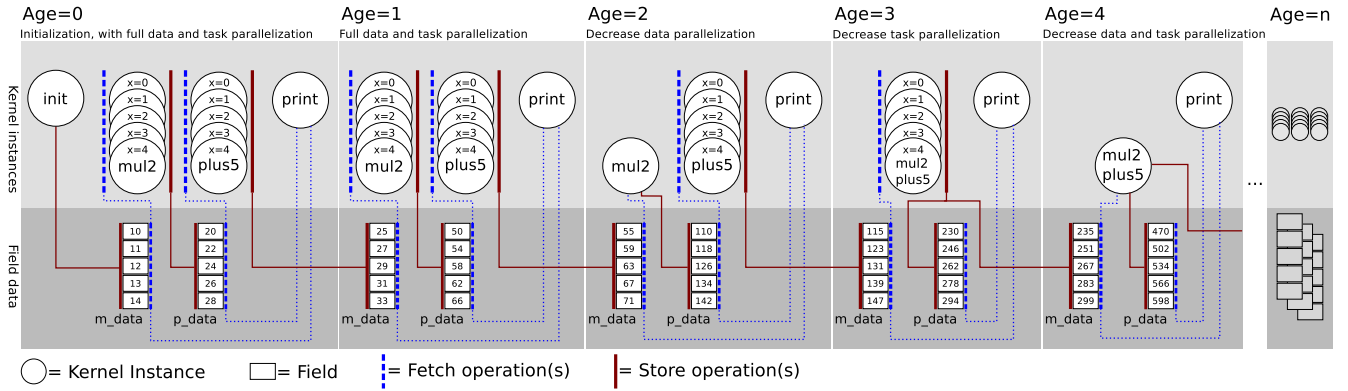 Age=0
Age=1
Age=2
Age=3
Age=4
Age=n
Initialization, with full data and task parallelization
Full data and task parallelization
Decrease data parallelization
Decrease task parallelization
Decrease data and task parallelization
Kernel instances
init
x=0
x=1
x=2
x=3
x=4
mul2
x=0
x=1
x=2
x=3
x=4
plus5
print
x=0
x=1
x=2
x=3
x=4
mul2
x=0
x=1
x=2
x=3
x=4
plus5
print
mul2
x=0
x=1
x=2
x=3
x=4
plus5
print
x=0
x=1
x=2
x=3
x=4
mul2
plus5
print
mul2
plus5
print
...
Field data
10
11
12
13
14
m_data
20
22
24
26
28
p_data
25
27
29
31
33
m_data
50
54
58
62
66
p_data
55
59
63
67
71
m_data
110
118
126
134
142
p_data
115
123
131
139
147
m_data
230
246
262
278
294
p_data
235
251
267
283
299
m_data
470
502
534
566
598
p_data
= Kernel Instance
= Field
= Fetch operation(s)
= Store operation(s)